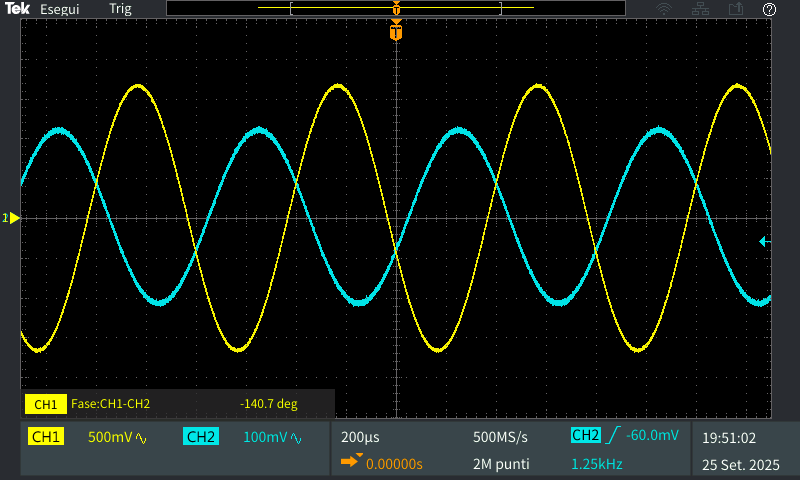 Tek Esegui Trig T ?
T
1
CH1 Fase:CH1-CH2 -140.7 deg
CH1 500mV CH2 100mV 200µs 500MS/s CH2 -60.0mV 19:51:02
0.00000s 2M punti 1.25kHz 25 Set. 2025